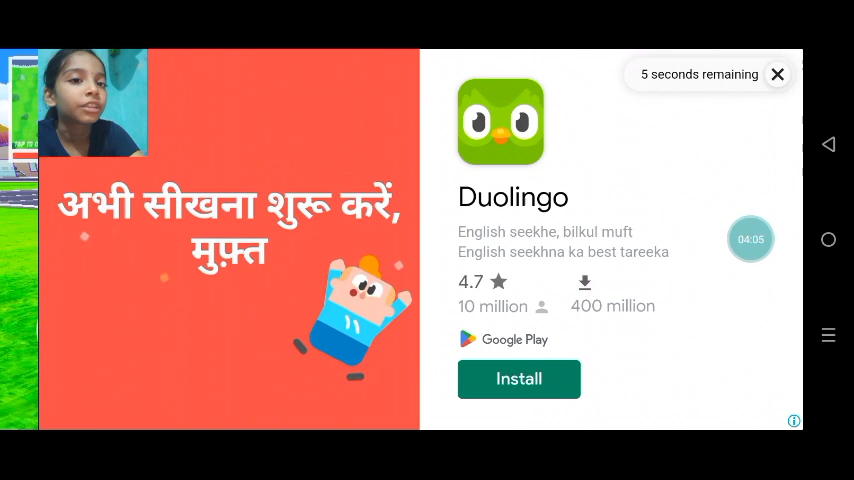 अभी सीखना शुरू करें,
मुफ़्त
5 seconds remaining
Duolingo
English seekhe, bilkul muft
English seekhna ka best tareeka
04:05
4.7
10 million
400 million
Google Play
Install